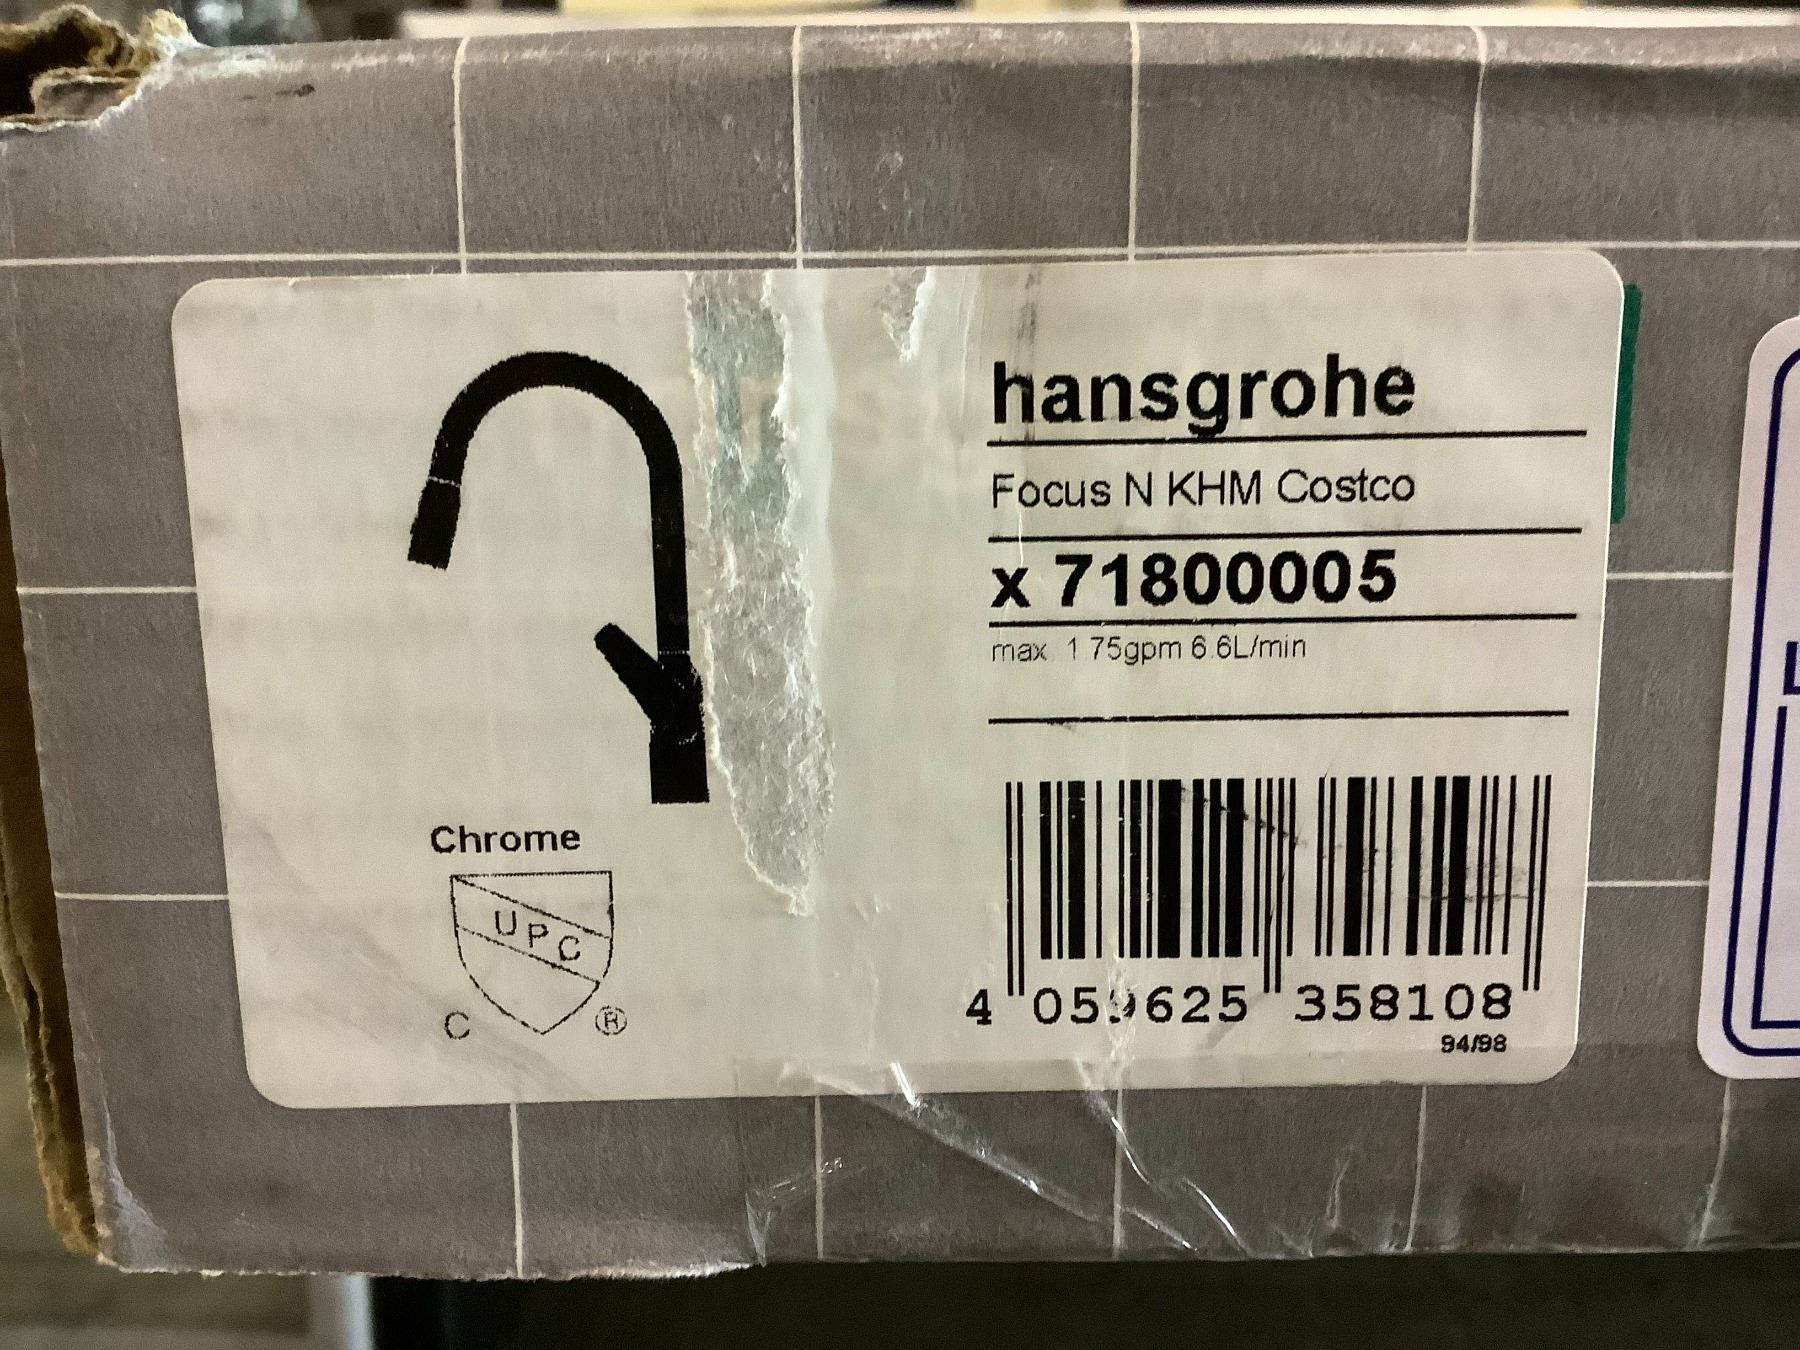 hansgrohe
Focus N KHM Costco
x 71800005
max. 1.75gpm 6.6L/min
Chrome
UPC
C ®
4 059625 358108
94/98